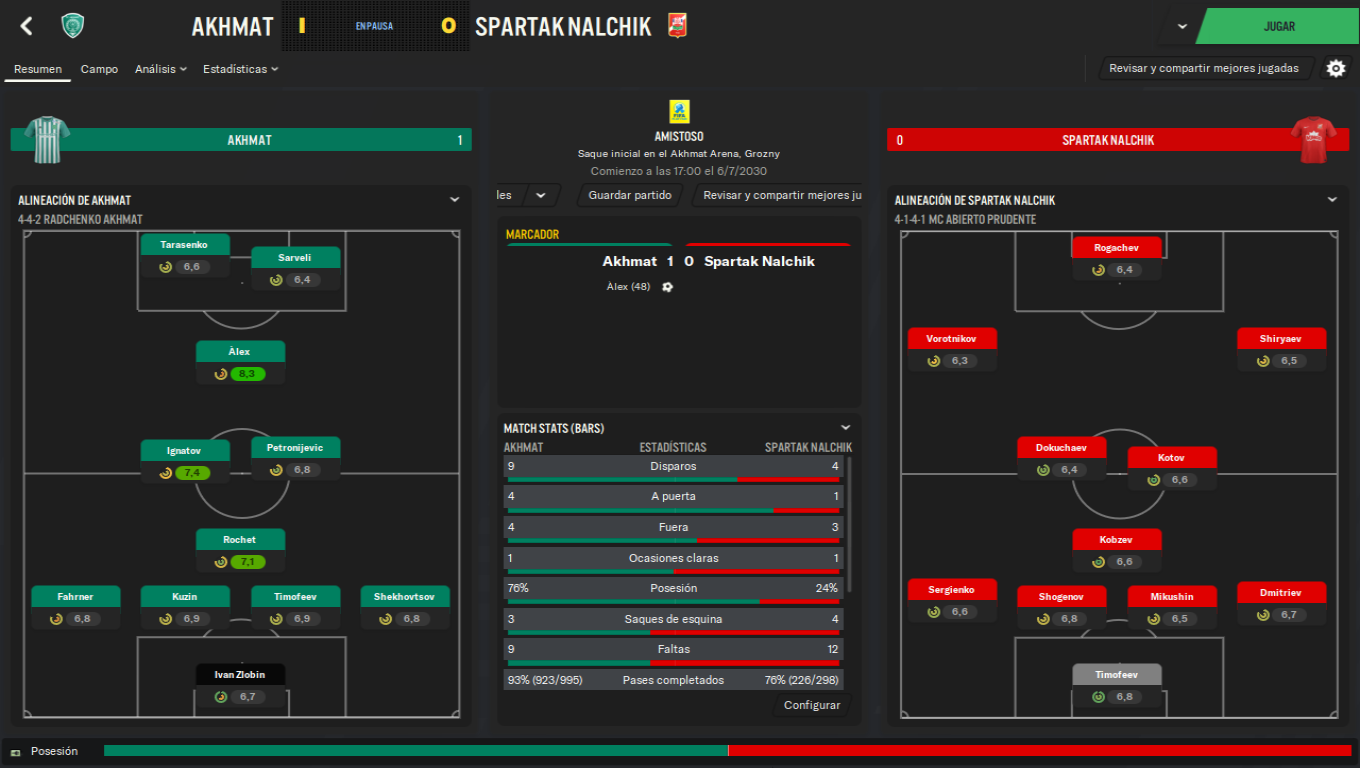 AKHMAT
1
EN PAUSA
0
SPARTAK NALCHIK
JUGAR
Resumen
Campo
Análisis
Estadísticas
Revisar y compartir mejores jugadas
AKHMAT 1
ALINEACIÓN DE AKHMAT
4-4-2 RADCHENKO AKHMAT
Tarasenko
6,6
Sarveli
6,4
Àlex
8,3
Ignatov
7,4
Petronijevic
6,8
Rochet
7,1
Fahrner
6,8
Kuzin
6,9
Timofeev
6,9
Shekhovtsov
6,8
Ivan Zlobin
6,7
AMISTOSO
Saque inicial en el Akhmat Arena, Grozny
Comienzo a las 17:00 el 6/7/2030
les
Guardar partido
Revisar y compartir mejores ju
MARCADOR
Akhmat 1 0 Spartak Nalchik
Àlex (48)
MATCH STATS (BARS)
AKHMAT ESTADÍSTICAS SPARTAK NALCHIK
9 Disparos 4
4 A puerta 1
4 Fuera 3
1 Ocasiones claras 1
76% Posesión 24%
3 Saques de esquina 4
9 Faltas 12
93% (923/995) Pases completados 76% (226/298)
Configurar
0 SPARTAK NALCHIK
ALINEACIÓN DE SPARTAK NALCHIK
4-1-4-1 MC ABIERTO PRUDENTE
Rogachev
6,4
Vorotnikov
6,3
Shiryaev
6,5
Dokuchaev
6,4
Kotov
6,6
Kobzev
6,6
Sergienko
6,6
Shogenov
6,8
Mikushin
6,5
Dmitriev
6,7
Timofeev
6,8
Posesión